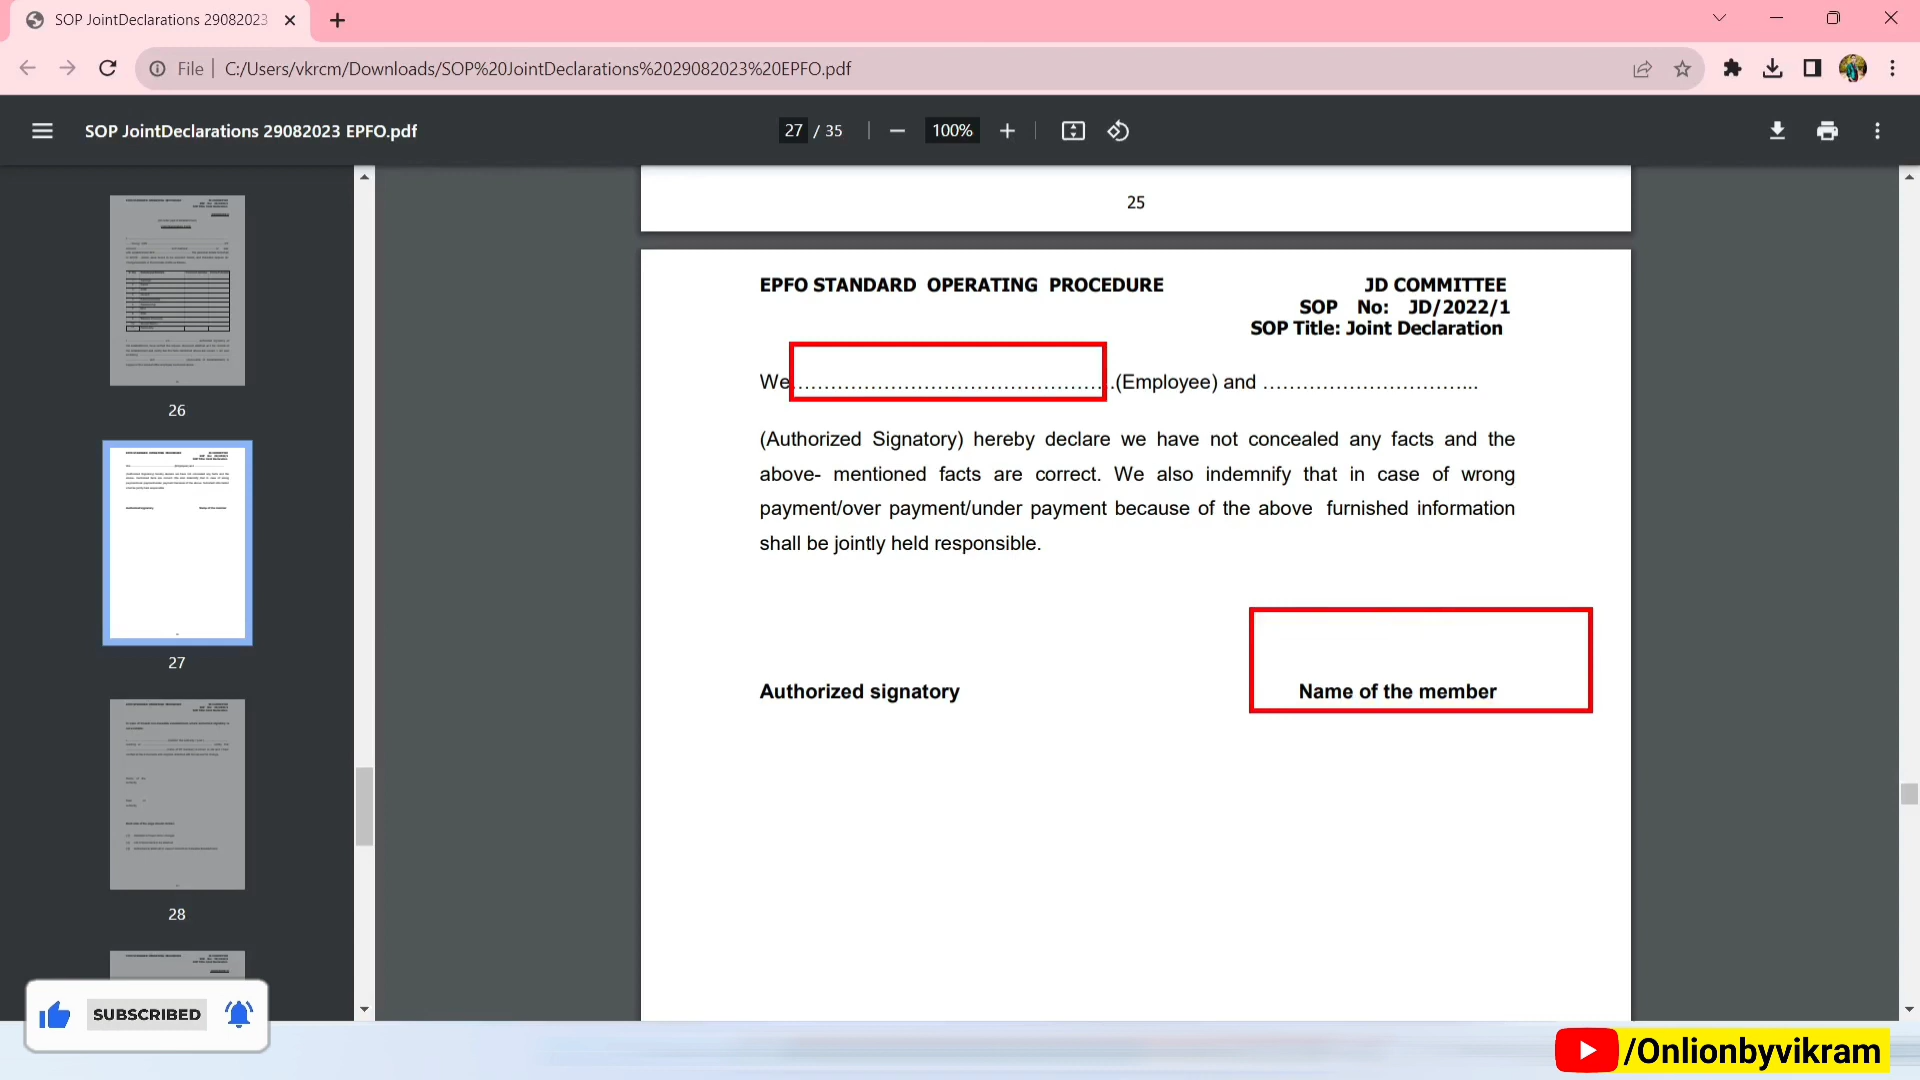 SOP JointDeclarations 29082023
File
C:/Users/vkrcm/Downloads/SOP%20JointDeclarations%2029082023%20EPFO.pdf
SOP JointDeclarations 29082023 EPFO.pdf
27 / 35
100%
26
27
28
25
EPFO STANDARD OPERATING PROCEDURE
JD COMMITTEE
SOP No: JD/2022/1
SOP Title: Joint Declaration
We……………………………………….(Employee) and …………………………...
(Authorized Signatory) hereby declare we have not concealed any facts and the
above- mentioned facts are correct. We also indemnify that in case of wrong
payment/over payment/under payment because of the above furnished information
shall be jointly held responsible.
Authorized signatory
Name of the member
SUBSCRIBED
/Onlionbyvikram